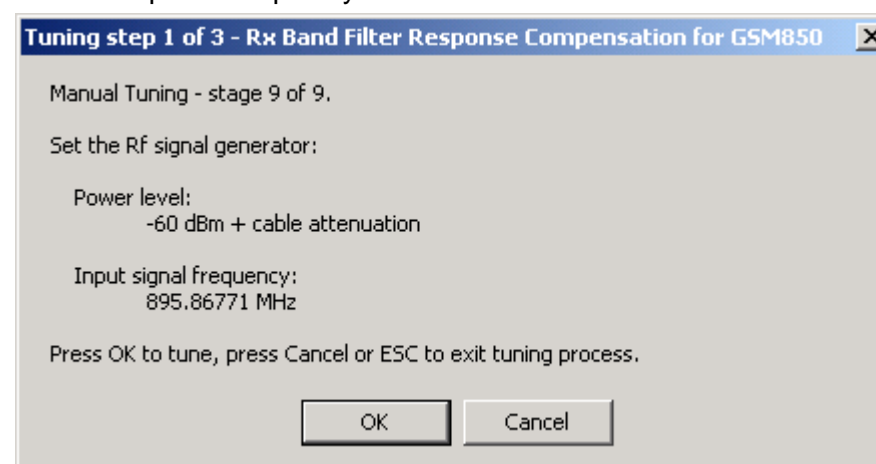 Tuning step 1 of 3 - Rx Band Filter Response Compensation for GSM850
Manual Tuning - stage 9 of 9.
Set the Rf signal generator:
Power level:
-60 dBm + cable attenuation
Input signal frequency:
895.86771 MHz
Press OK to tune, press Cancel or ESC to exit tuning process.
OK Cancel